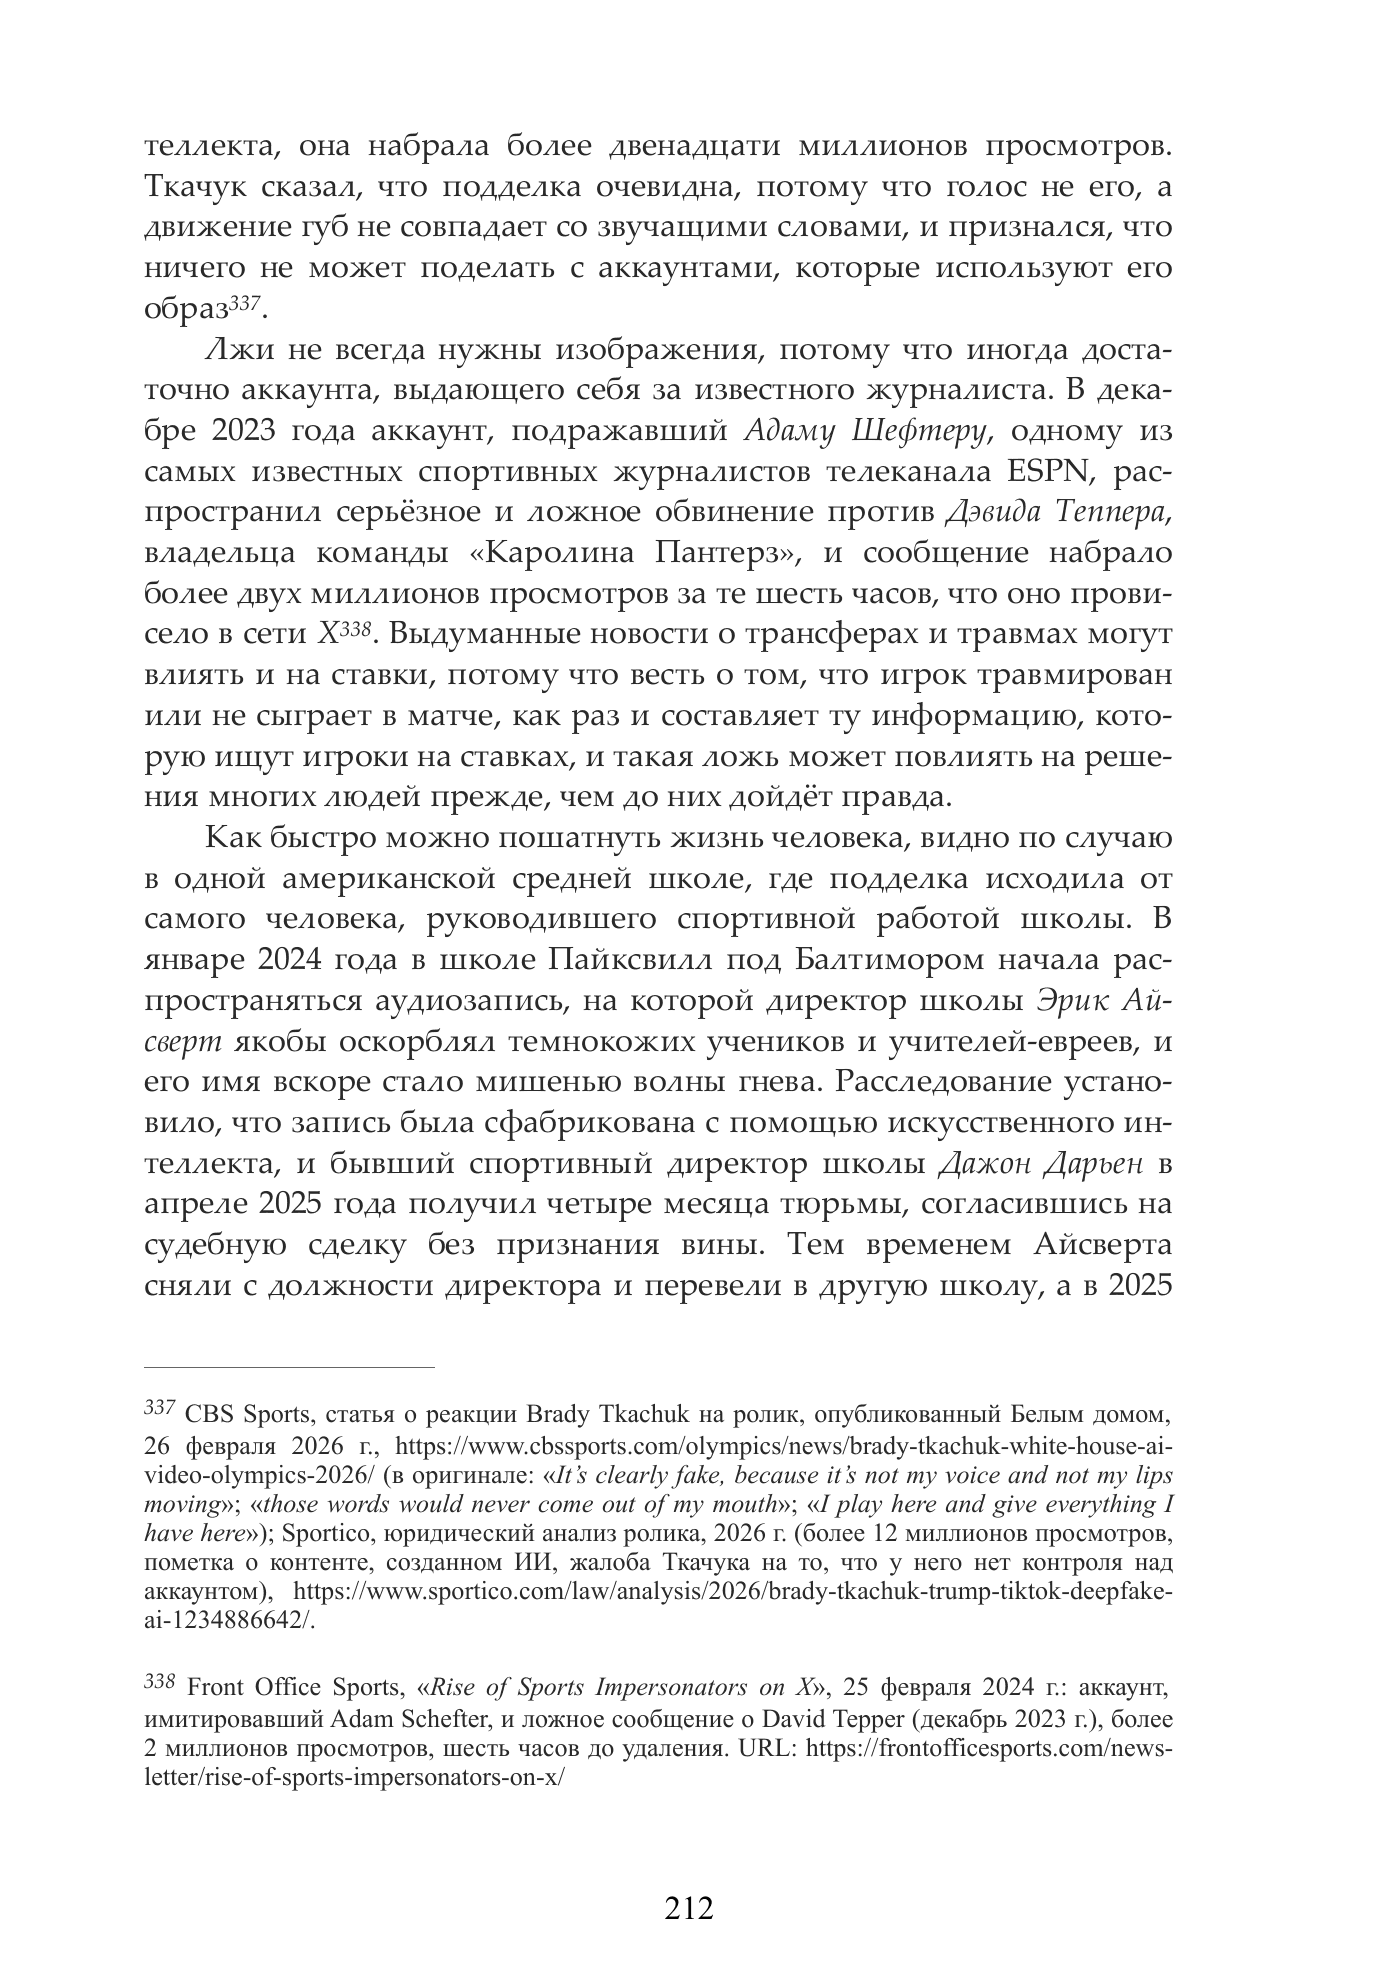 теллекта, она набрала более двенадцати миллионов просмотров.
Ткачук сказал, что подделка очевидна, потому что голос не его, а
движение губ не совпадает со звучащими словами, и признался, что
ничего не может поделать с аккаунтами, которые используют его
образ337.
Лжи не всегда нужны изображения, потому что иногда доста-
точно аккаунта, выдающего себя за известного журналиста. В дека-
бре 2023 года аккаунт, подражавший Адаму Шефтеру, одному из
самых известных спортивных журналистов телеканала ESPN, рас-
пространил серьёзное и ложное обвинение против Дэвида Теппера,
владельца команды «Каролина Пантерз», и сообщение набрало
более двух миллионов просмотров за те шесть часов, что оно прови-
село в сети X338. Выдуманные новости о трансферах и травмах могут
влиять и на ставки, потому что весть о том, что игрок травмирован
или не сыграет в матче, как раз и составляет ту информацию, кото-
рую ищут игроки на ставках, и такая ложь может повлиять на реше-
ния многих людей прежде, чем до них дойдёт правда.
Как быстро можно пошатнуть жизнь человека, видно по случаю
в одной американской средней школе, где подделка исходила от
самого человека, руководившего спортивной работой школы. В
январе 2024 года в школе Пайксвилл под Балтимором начала рас-
пространяться аудиозапись, на которой директор школы Эрик Ай-
сверт якобы оскорблял темнокожих учеников и учителей-евреев, и
его имя вскоре стало мишенью волны гнева. Расследование устано-
вило, что запись была сфабрикована с помощью искусственного ин-
теллекта, и бывший спортивный директор школы Дажон Дарьен в
апреле 2025 года получил четыре месяца тюрьмы, согласившись на
судебную сделку без признания вины. Тем временем Айсверта
сняли с должности директора и перевели в другую школу, а в 2025
337 CBS Sports, статья о реакции Brady Tkachuk на ролик, опубликованный Белым домом,
26 февраля 2026 г., https://www.cbssports.com/olympics/news/brady-tkachuk-white-house-ai-
video-olympics-2026/ (в оригинале: «It’s clearly fake, because it’s not my voice and not my lips
moving»; «those words would never come out of my mouth»; «I play here and give everything I
have here»); Sportico, юридический анализ ролика, 2026 г. (более 12 миллионов просмотров,
пометка о контенте, созданном ИИ, жалоба Ткачука на то, что у него нет контроля над
аккаунтом), https://www.sportico.com/law/analysis/2026/brady-tkachuk-trump-tiktok-deepfake-
ai-1234886642/.
338 Front Office Sports, «Rise of Sports Impersonators on X», 25 февраля 2024 г.: аккаунт,
имитировавший Adam Schefter, и ложное сообщение о David Tepper (декабрь 2023 г.), более
2 миллионов просмотров, шесть часов до удаления. URL: https://frontofficesports.com/news-
letter/rise-of-sports-impersonators-on-x/
212